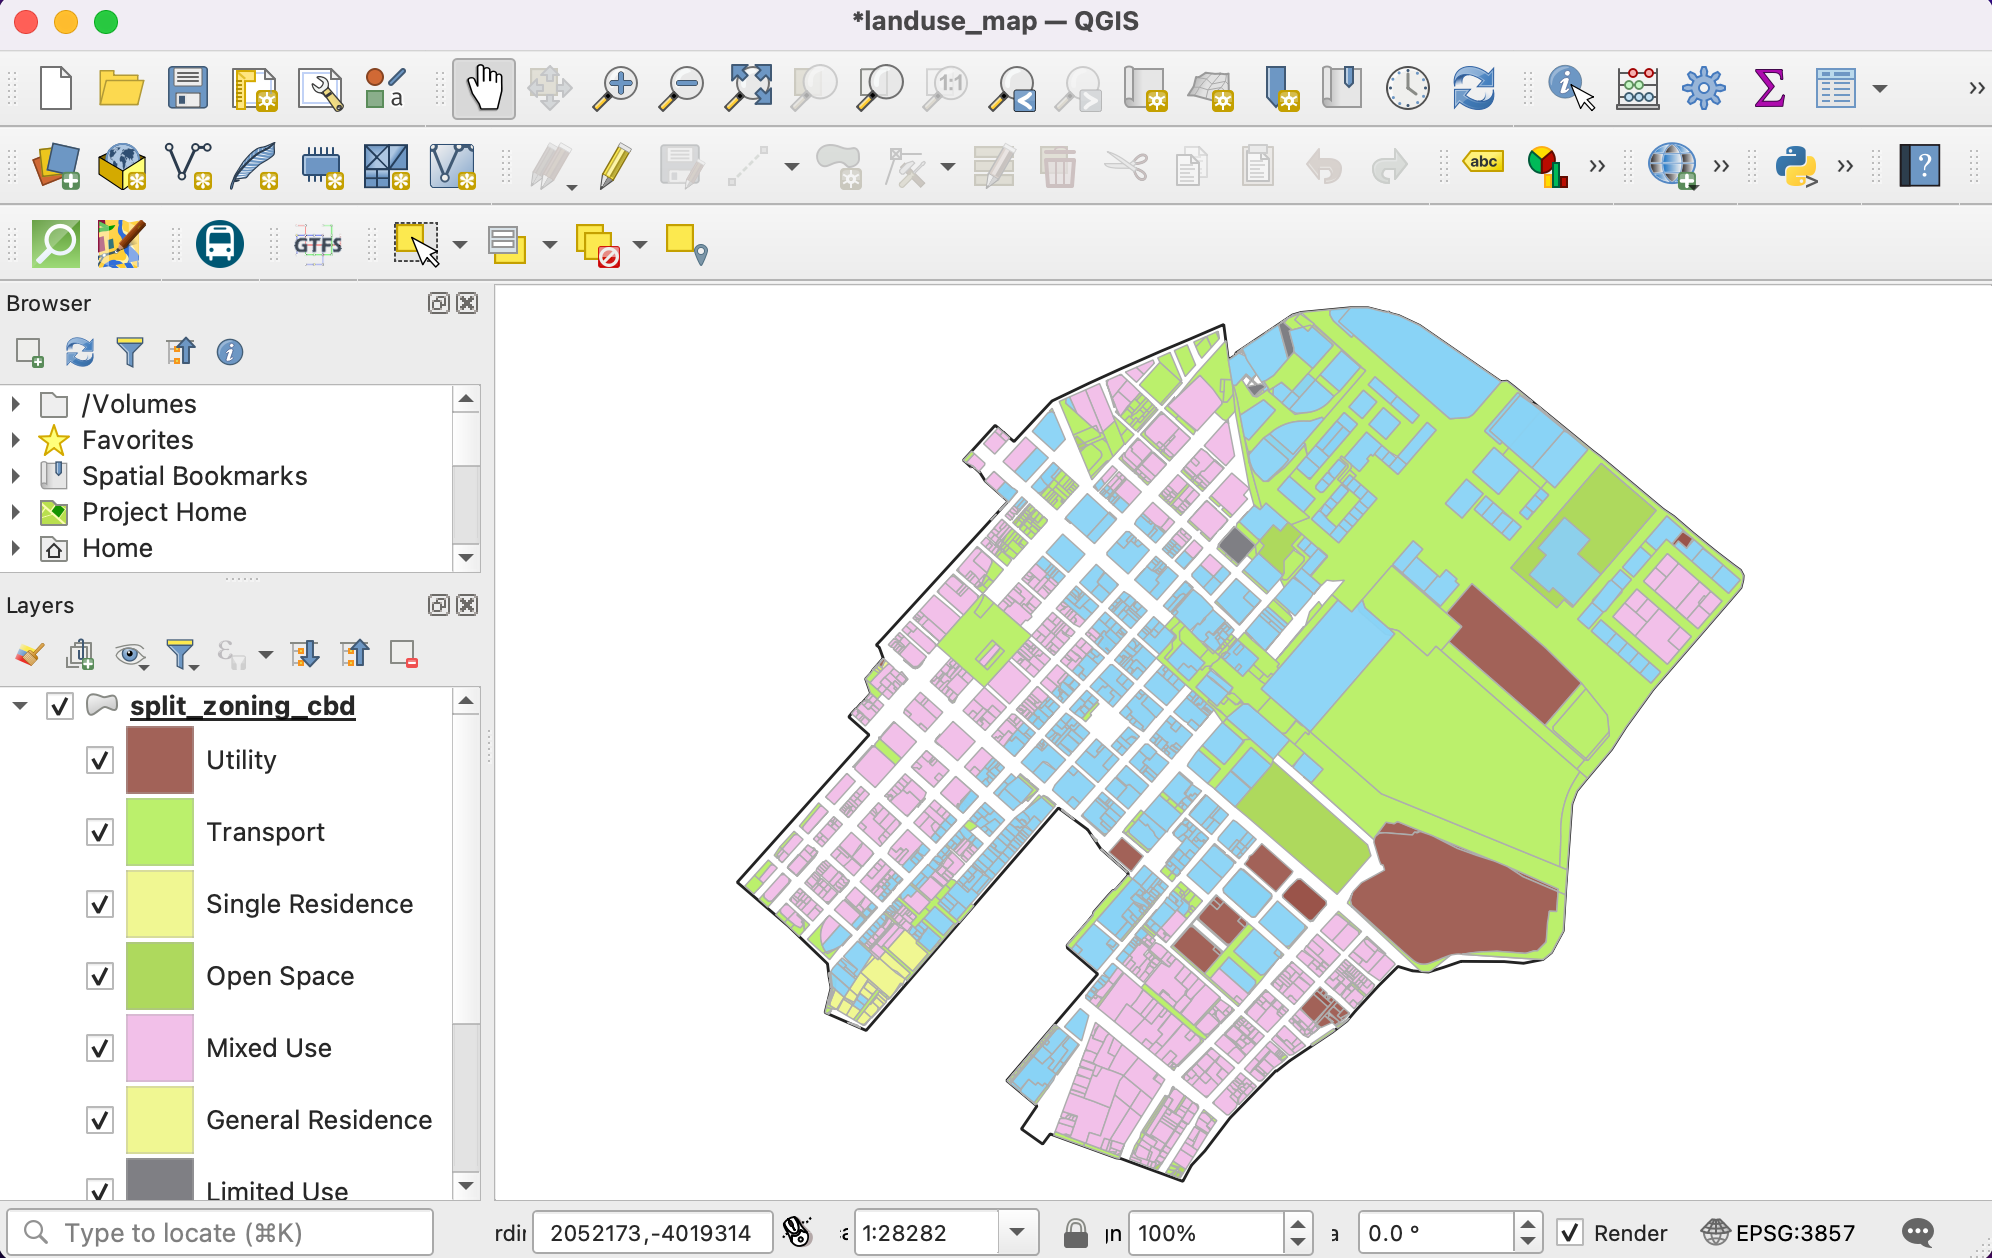 *landuse_map — QGIS
a
1:1
abc
?
GTFS
Browser
/Volumes
Favorites
Spatial Bookmarks
Project Home
Home
Layers
split_zoning_cbd
Utility
Transport
Single Residence
Open Space
Mixed Use
General Residence
Limited Use
Type to locate (⌘K)
rdi 2052173,-4019314 1:28282 100% 0.0 ° Render EPSG:3857